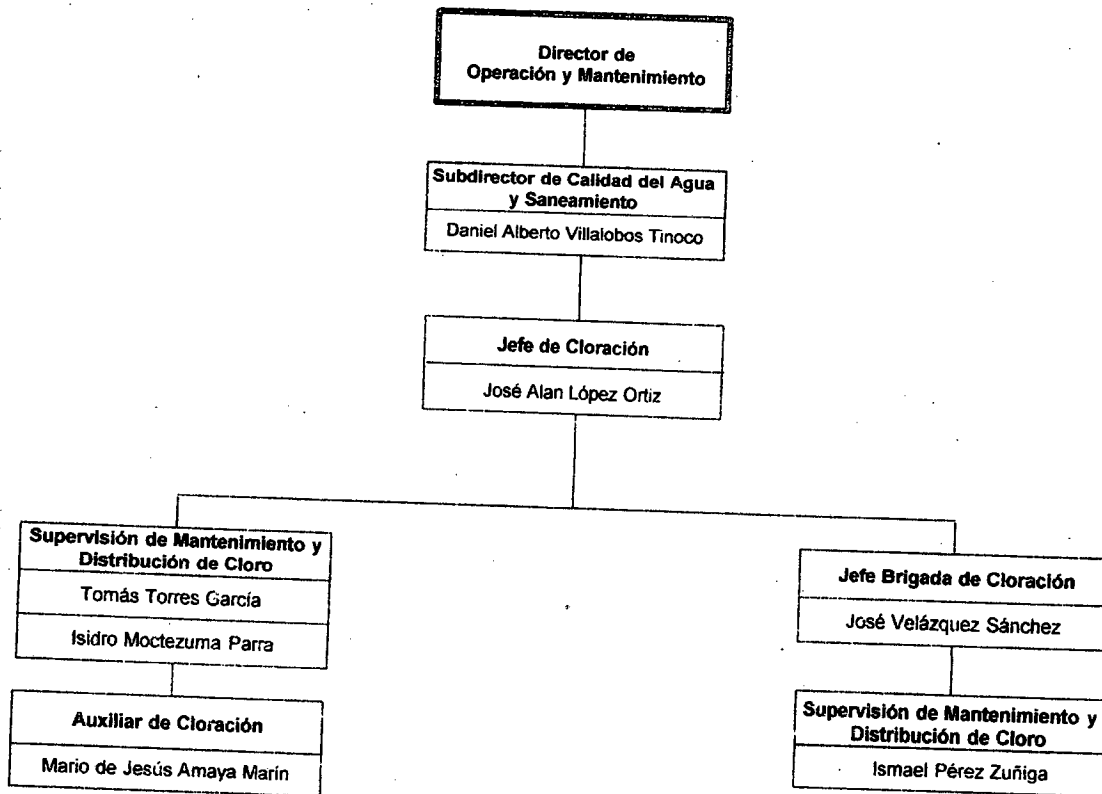 Director de
Operación y Mantenimiento
Subdirector de Calidad del Agua
y Saneamiento
Daniel Alberto Villalobos Tinoco
Jefe de Cloración
José Alan López Ortiz
Supervisión de Mantenimiento y
Distribución de Cloro
Tomás Torres García
Isidro Moctezuma Parra
Auxiliar de Cloración
Mario de Jesús Amaya Marín
Jefe Brigada de Cloración
José Velázquez Sánchez
Supervisión de Mantenimiento y
Distribución de Cloro
Ismael Pérez Zuñiga